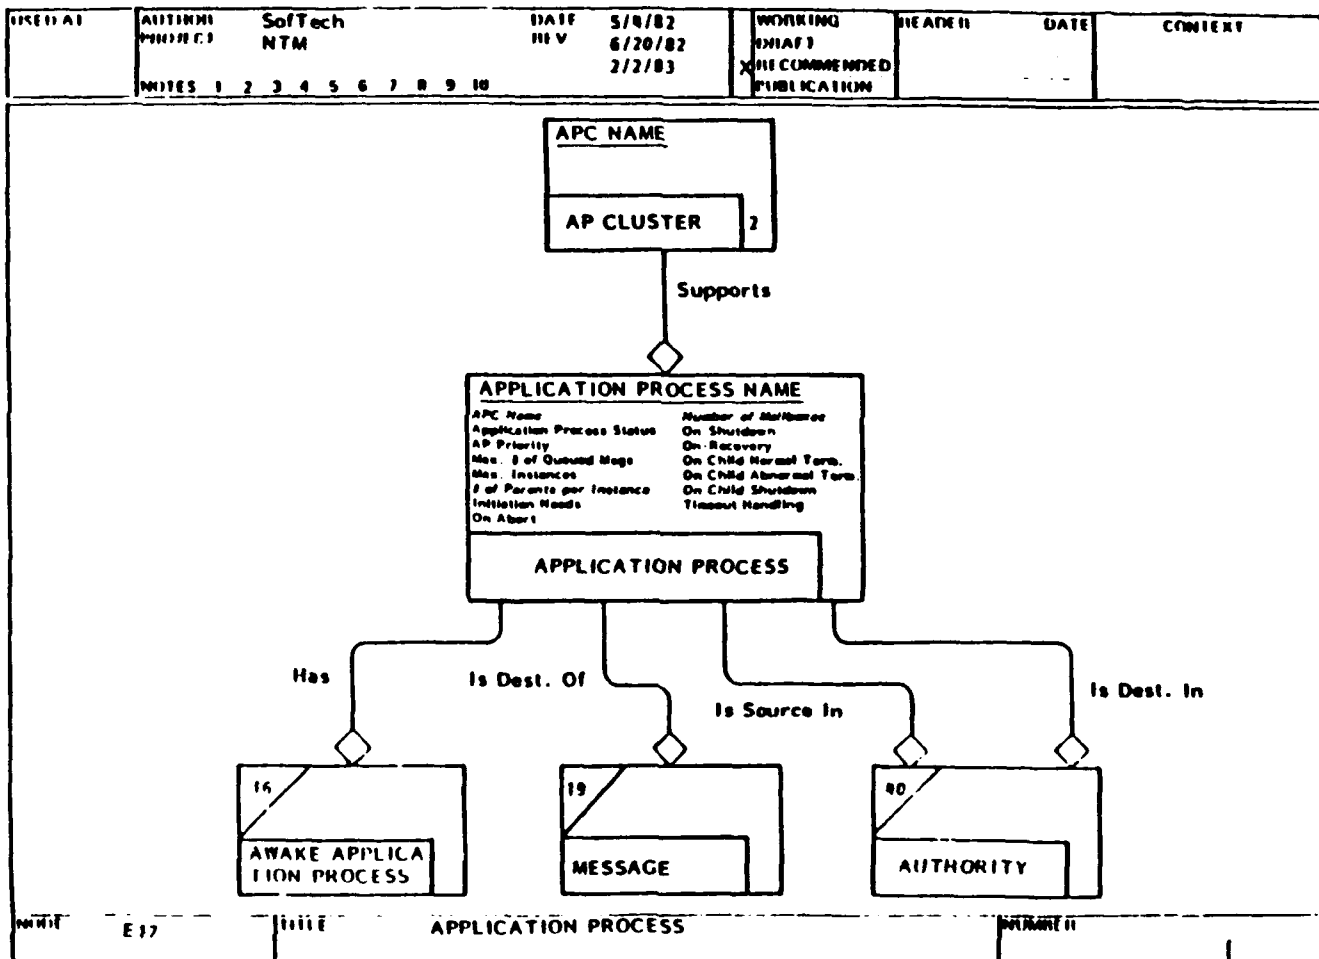 USED AT
AUTHOR SofTech
PROJECT NTM
DATE 5/4/82
REV 6/20/82
2/2/83
NOTES 1 2 3 4 5 6 7 8 9 10
WORKING
DRAFT
X RECOMMENDED
PUBLICATION
READER DATE
CONTEXT
APC NAME
AP CLUSTER 2
Supports
APPLICATION PROCESS NAME
APC Name
Application Process Status
AP Priority
Max. # of Queued Msgs
Max. Instances
# of Parents per Instance
Initiation Needs
On Abort
Number of Mailboxes
On Shutdown
On Recovery
On Child Normal Term.
On Child Abnormal Term.
On Child Shutdown
Timeout Handling
APPLICATION PROCESS
Has
Is Dest. Of
Is Source In
Is Dest. In
16
AWAKE APPLICA
TION PROCESS
19
MESSAGE
40
AUTHORITY
NODE E17
TITLE APPLICATION PROCESS
NUMBER